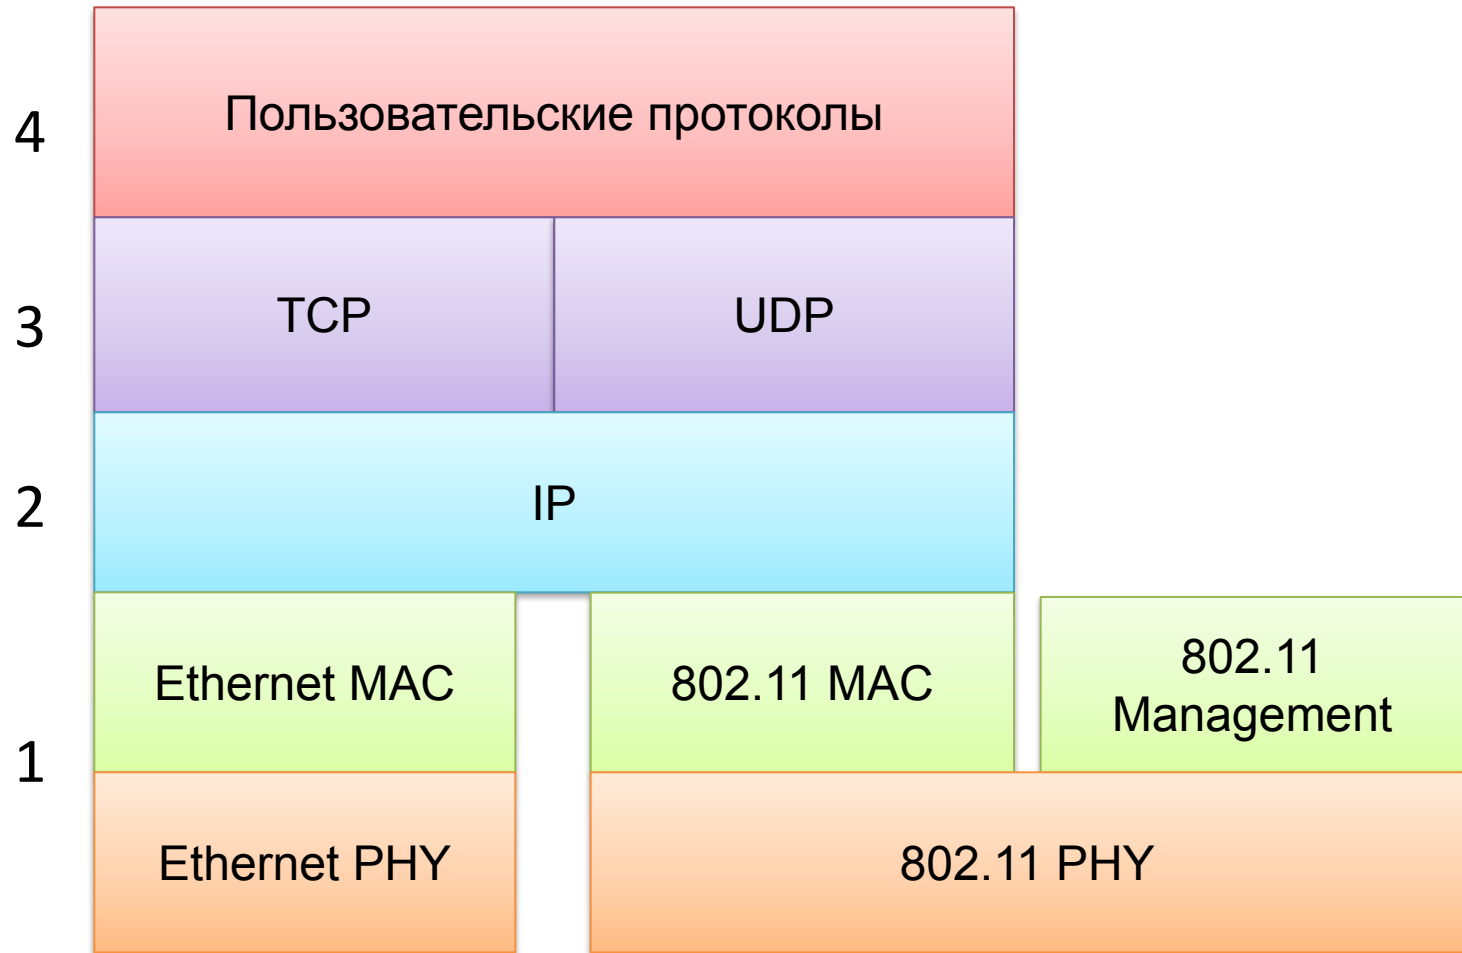 4
Пользовательские протоколы
3
TCP
UDP
2
IP
1
Ethernet MAC
802.11 MAC
802.11
Management
Ethernet PHY
802.11 PHY